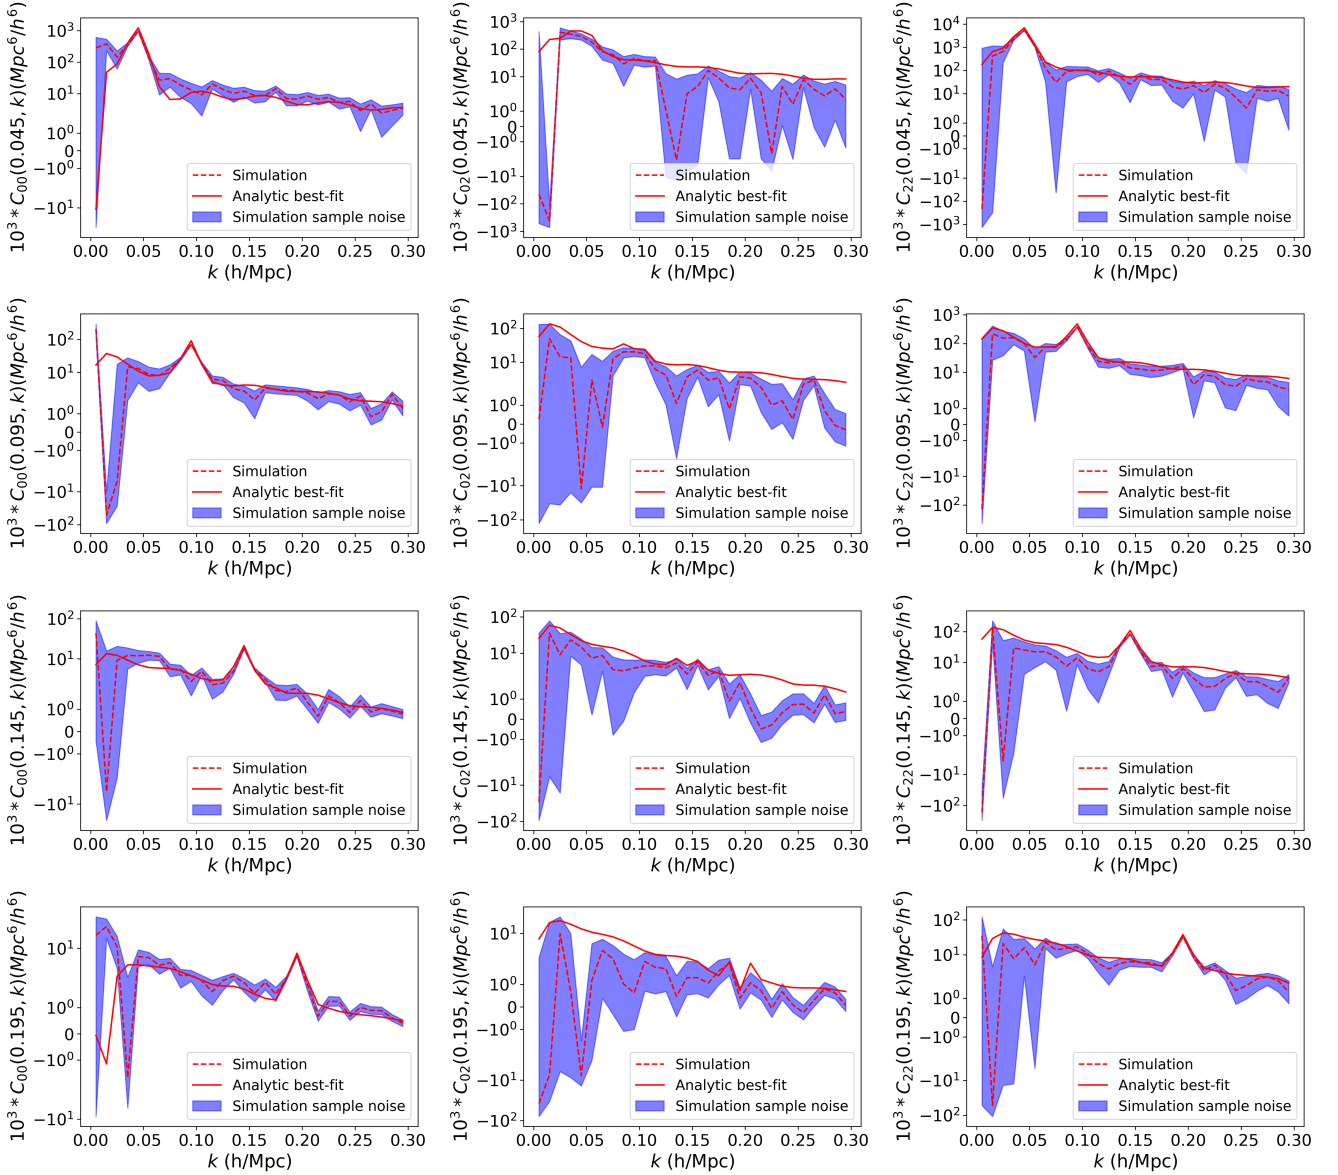 10³ * C₀₀(0.045, k)(Mpc⁶/h⁶)
10³
10²
10¹
10⁰
0
−10⁰
−10¹
Simulation
Analytic best-fit
Simulation sample noise
0.00 0.05 0.10 0.15 0.20 0.25 0.30
k (h/Mpc)
10³ * C₀₂(0.045, k)(Mpc⁶/h⁶)
10³
10²
10¹
10⁰
0
−10⁰
−10¹
−10²
−10³
Simulation
Analytic best-fit
Simulation sample noise
0.00 0.05 0.10 0.15 0.20 0.25 0.30
k (h/Mpc)
10³ * C₂₂(0.045, k)(Mpc⁶/h⁶)
10⁴
10³
10²
10¹
10⁰
0
−10⁰
−10¹
−10²
−10³
Simulation
Analytic best-fit
Simulation sample noise
0.00 0.05 0.10 0.15 0.20 0.25 0.30
k (h/Mpc)
10³ * C₀₀(0.095, k)(Mpc⁶/h⁶)
10²
10¹
10⁰
0
−10⁰
−10¹
−10²
Simulation
Analytic best-fit
Simulation sample noise
0.00 0.05 0.10 0.15 0.20 0.25 0.30
k (h/Mpc)
10³ * C₀₂(0.095, k)(Mpc⁶/h⁶)
10²
10¹
10⁰
0
−10⁰
−10¹
−10²
Simulation
Analytic best-fit
Simulation sample noise
0.00 0.05 0.10 0.15 0.20 0.25 0.30
k (h/Mpc)
10³ * C₂₂(0.095, k)(Mpc⁶/h⁶)
10³
10²
10¹
10⁰
0
−10⁰
−10¹
−10²
Simulation
Analytic best-fit
Simulation sample noise
0.00 0.05 0.10 0.15 0.20 0.25 0.30
k (h/Mpc)
10³ * C₀₀(0.145, k)(Mpc⁶/h⁶)
10²
10¹
10⁰
0
−10⁰
−10¹
Simulation
Analytic best-fit
Simulation sample noise
0.00 0.05 0.10 0.15 0.20 0.25 0.30
k (h/Mpc)
10³ * C₀₂(0.145, k)(Mpc⁶/h⁶)
10²
10¹
10⁰
0
−10⁰
−10¹
−10²
Simulation
Analytic best-fit
Simulation sample noise
0.00 0.05 0.10 0.15 0.20 0.25 0.30
k (h/Mpc)
10³ * C₂₂(0.145, k)(Mpc⁶/h⁶)
10²
10¹
10⁰
0
−10⁰
−10¹
−10²
Simulation
Analytic best-fit
Simulation sample noise
0.00 0.05 0.10 0.15 0.20 0.25 0.30
k (h/Mpc)
10³ * C₀₀(0.195, k)(Mpc⁶/h⁶)
10¹
10⁰
0
−10⁰
−10¹
Simulation
Analytic best-fit
Simulation sample noise
0.00 0.05 0.10 0.15 0.20 0.25 0.30
k (h/Mpc)
10³ * C₀₂(0.195, k)(Mpc⁶/h⁶)
10¹
10⁰
0
−10⁰
−10¹
−10²
Simulation
Analytic best-fit
Simulation sample noise
0.00 0.05 0.10 0.15 0.20 0.25 0.30
k (h/Mpc)
10³ * C₂₂(0.195, k)(Mpc⁶/h⁶)
10²
10¹
10⁰
0
−10⁰
−10¹
−10²
Simulation
Analytic best-fit
Simulation sample noise
0.00 0.05 0.10 0.15 0.20 0.25 0.30
k (h/Mpc)